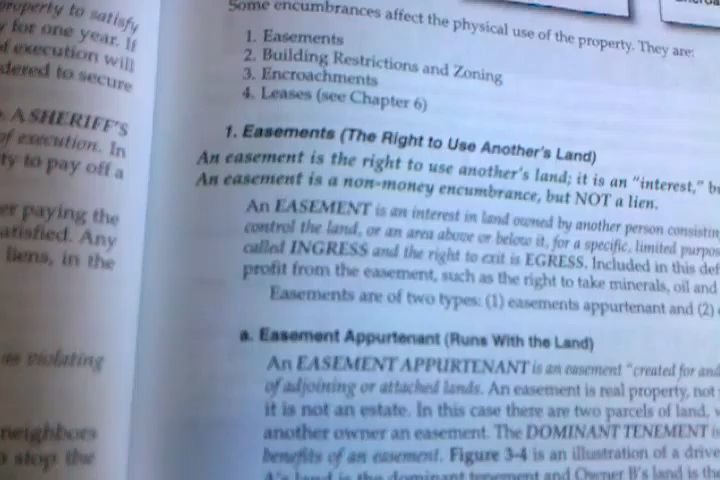 property to satisfy
for one year. If
of execution will
dered to secure
A SHERIFF'S
of execution. In
ty to pay off a
er paying the
atisfied. Any
liens, in the
as violating
neighbors
stop the
Some encumbrances affect the physical use of the property. They are:
1. Easements
2. Building Restrictions and Zoning
3. Encroachments
4. Leases (see Chapter 6)
1. Easements (The Right to Use Another's Land)
An easement is the right to use another's land; it is an "interest," b
An easement is a non-money encumbrance, but NOT a lien.
An EASEMENT is an interest in land owned by another person consistin
control the land, or an area above or below it, for a specific, limited purpos
called INGRESS and the right to exit is EGRESS. Included in this def
profit from the easement, such as the right to take minerals, oil and
Easements are of two types: (1) easements appurtenant and (2)
a. Easement Appurtenant (Runs With the Land)
An EASEMENT APPURTENANT is an easement "created for and
of adjoining or attached lands. An easement is real property, not
it is not an estate. In this case there are two parcels of land,
another owner an easement. The DOMINANT TENEMENT is
benefits of an easement. Figure 3-4 is an illustration of a drive
A's land is the dominant tenement and Owner B's land is the